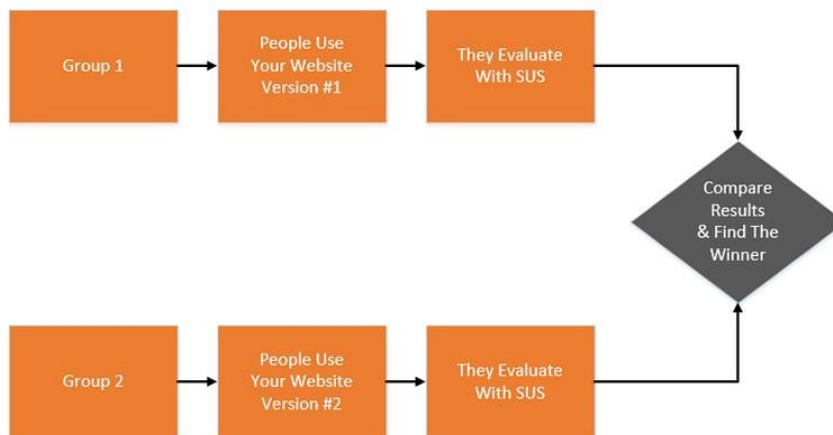 Group 1
People Use
Your Website
Version #1
They Evaluate
With SUS
Compare
Results
& Find The
Winner
Group 2
People Use
Your Website
Version #2
They Evaluate
With SUS